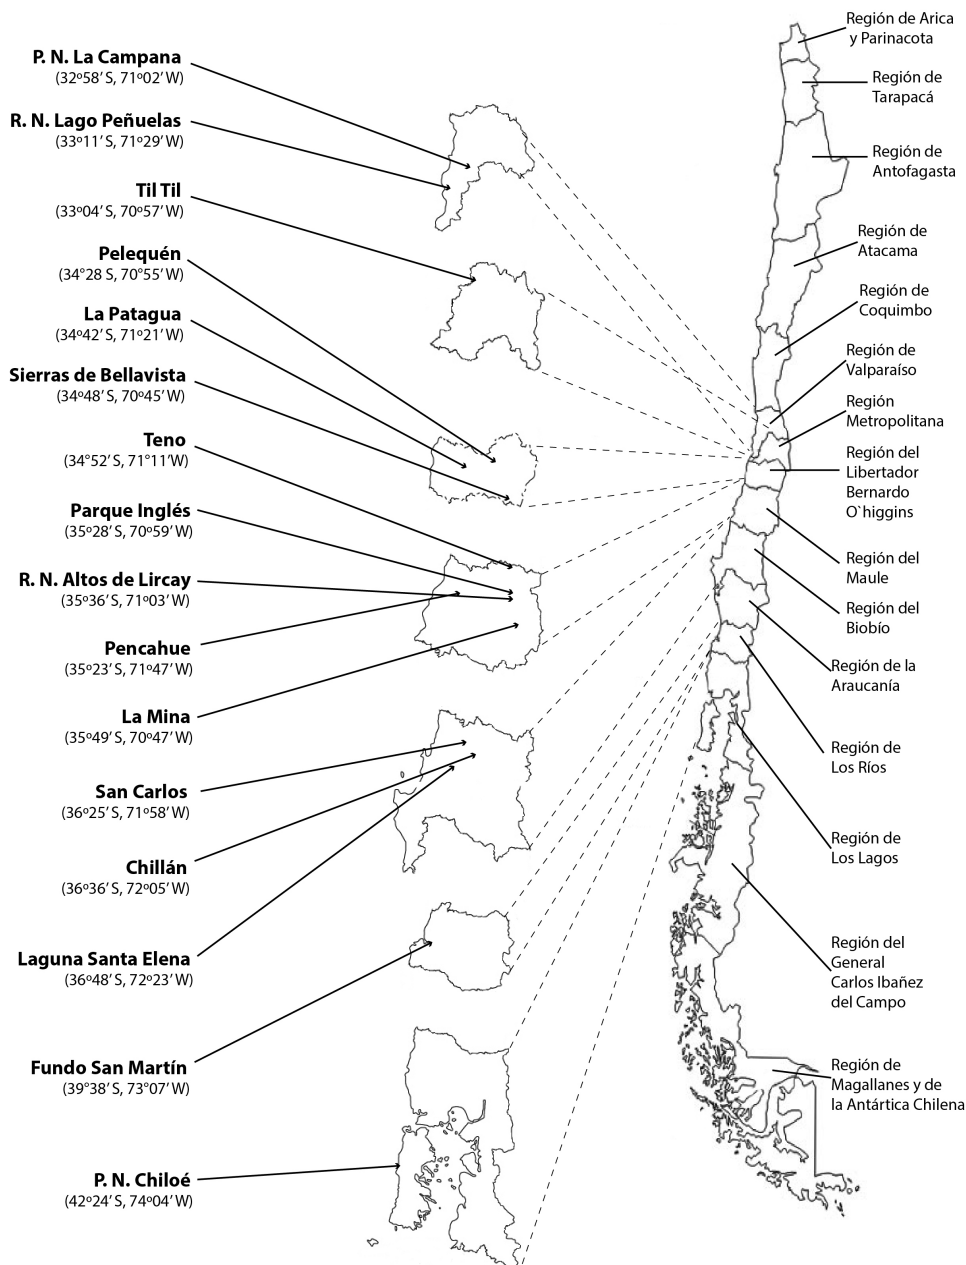 P. N. La Campana
(32º58’ S, 71º02’ W)
R. N. Lago Peñuelas
(33º11’ S, 71º29’ W)
Til Til
(33º04’ S, 70º57’ W)
Pelequén
(34°28 S, 70°55’ W)
La Patagua
(34º42’ S, 71º21’ W)
Sierras de Bellavista
(34º48’ S, 70º45’ W)
Teno
(34º52’ S, 71º11’W)
Parque Inglés
(35º28’ S, 70º59’ W)
R. N. Altos de Lircay
(35º36’ S, 71º03’ W)
Pencahue
(35º23’ S, 71º47’ W)
La Mina
(35º49’ S, 70º47’ W)
San Carlos
(36º25’ S, 71º58’ W)
Chillán
(36º36’ S, 72º05’ W)
Laguna Santa Elena
(36º48’ S, 72º23’ W)
Fundo San Martín
(39º38’ S, 73º07’ W)
P. N. Chiloé
(42º24’ S, 74º04’ W)
Región de Arica
y Parinacota
Región de
Tarapacá
Región de
Antofagasta
Región de
Atacama
Región de
Coquimbo
Región de
Valparaíso
Región
Metropolitana
Región del
Libertador
Bernardo
O`higgins
Región del
Maule
Región del
Biobío
Región de la
Araucanía
Región de
Los Ríos
Región de
Los Lagos
Región del
General
Carlos Ibañez
del Campo
Región de
Magallanes y de
la Antártica Chilena